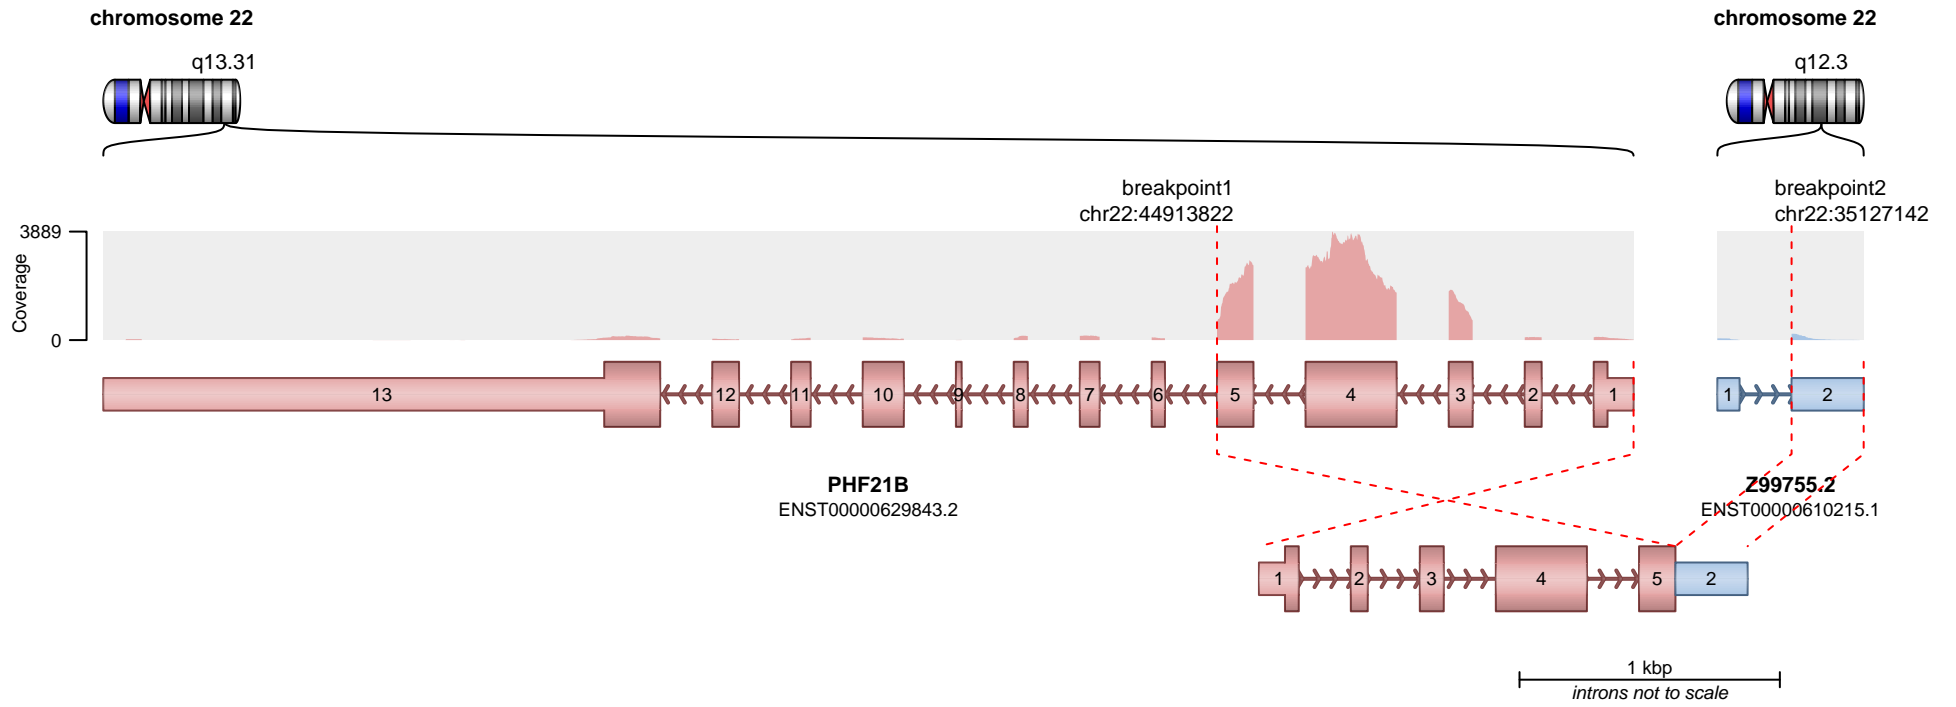 chromosome 22
chromosome 22
q13.31
q12.3
breakpoint1
chr22:44913822
breakpoint2
chr22:35127142
3889
Coverage
0
13
12
11
10
9
8
7
6
5
4
3
2
1
1
2
PHF21B
ENST00000629843.2
Z99755.2
ENST00000610215.1
1
2
3
4
5
2
1 kbp
introns not to scale